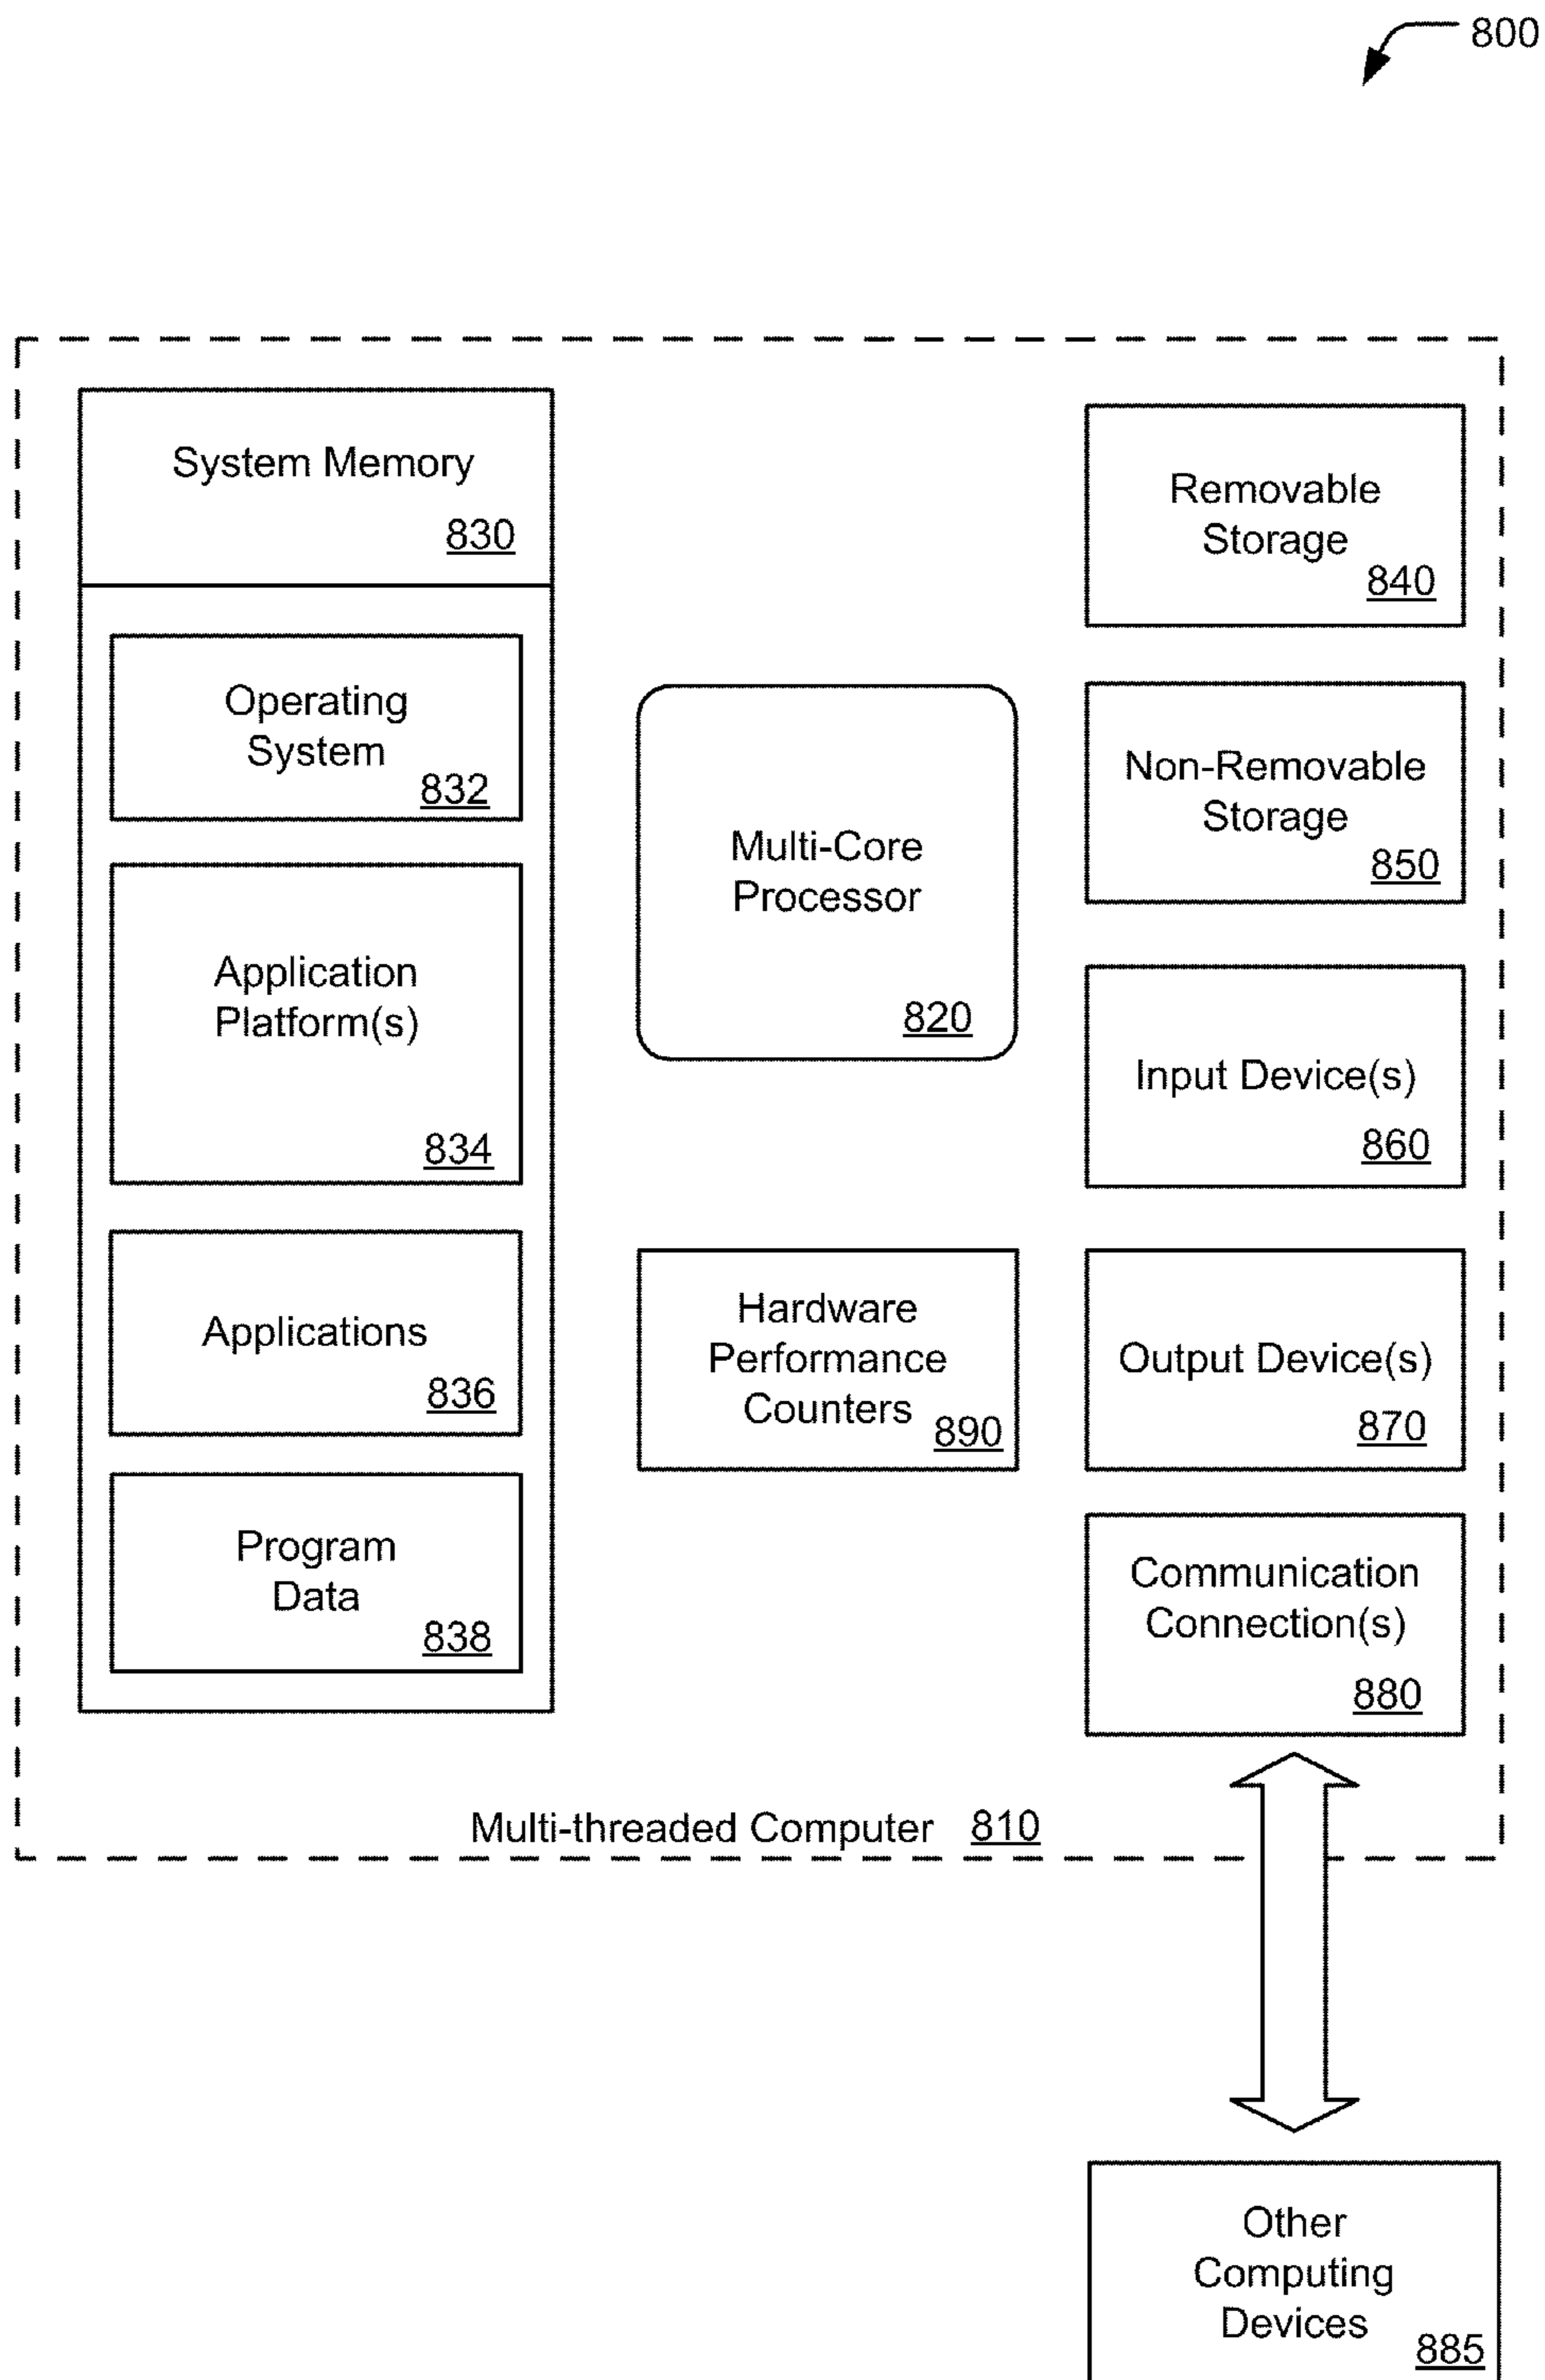 800
System Memory
830
Operating
System
832
Application
Platform(s)
834
Applications
836
Program
Data
838
Multi-Core
Processor
820
Hardware
Performance
Counters
890
Removable
Storage
840
Non-Removable
Storage
850
Input Device(s)
860
Output Device(s)
870
Communication
Connection(s)
880
Multi-threaded Computer 810
Other
Computing
Devices
885